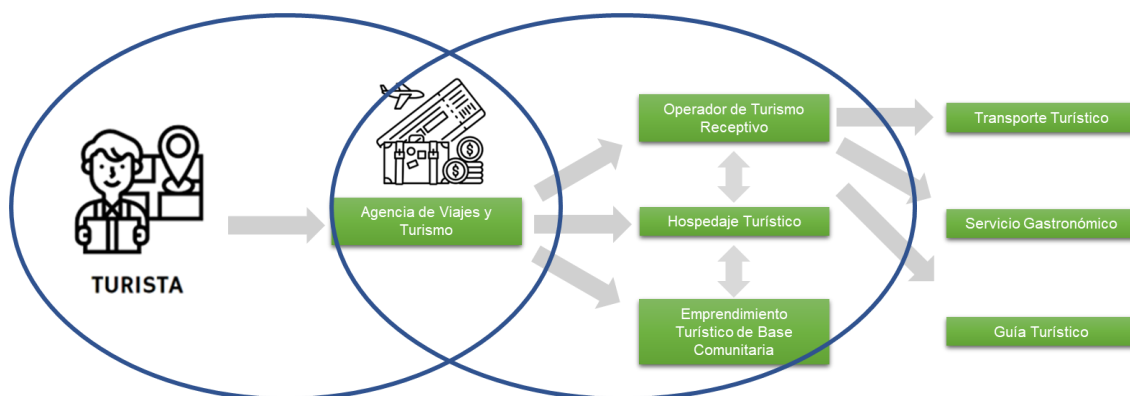 TURISTA
Agencia de Viajes y
Turismo
Operador de Turismo
Receptivo
Hospedaje Turístico
Emprendimiento
Turístico de Base
Comunitaria
Transporte Turístico
Servicio Gastronómico
Guía Turístico